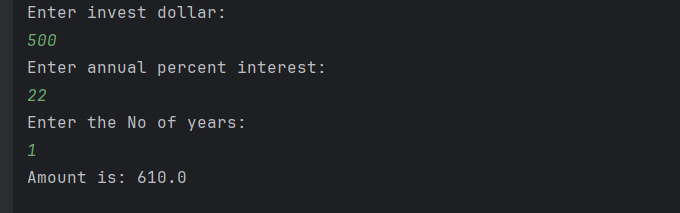 Enter invest dollar:
500
Enter annual percent interest:
22
Enter the No of years:
1
Amount is: 610.0